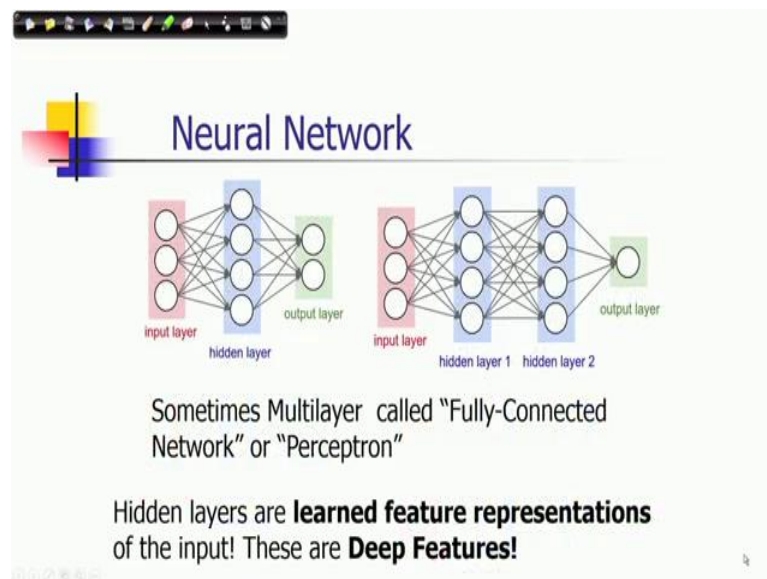 Neural Network
input layer
hidden layer
output layer
input layer
hidden layer 1
hidden layer 2
output layer
Sometimes Multilayer called “Fully-Connected
Network” or “Perceptron”
Hidden layers are learned feature representations
of the input! These are Deep Features!